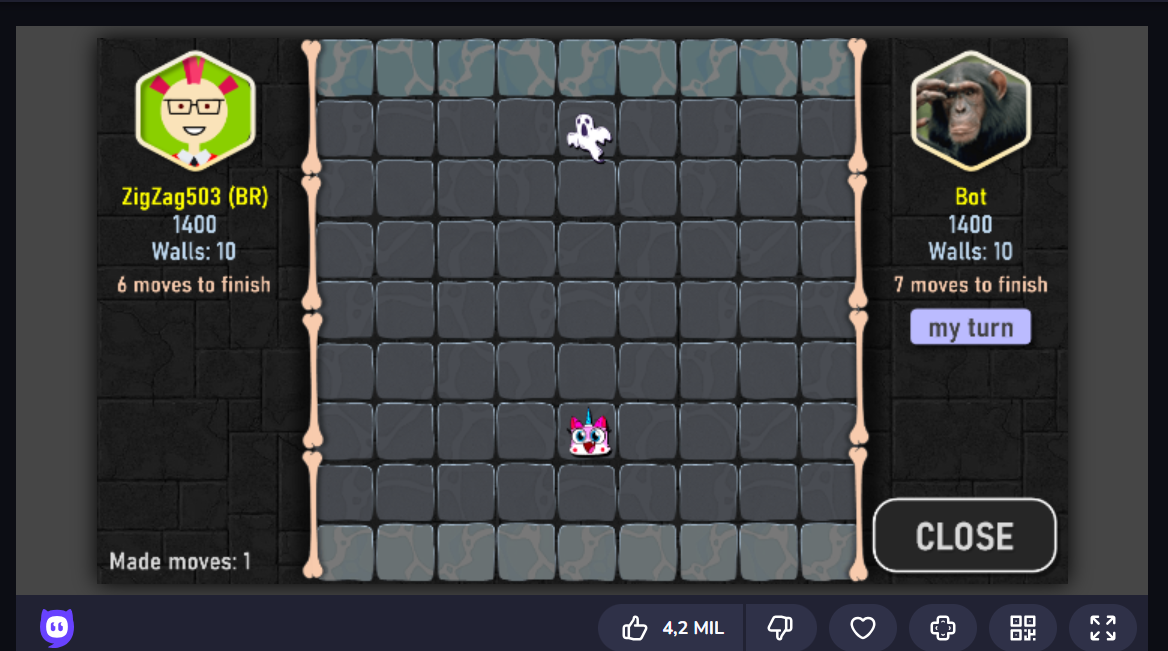 ZigZag503 (BR)
1400
Walls: 10
6 moves to finish
Made moves: 1
Bot
1400
Walls: 10
7 moves to finish
my turn
CLOSE
4,2 MIL